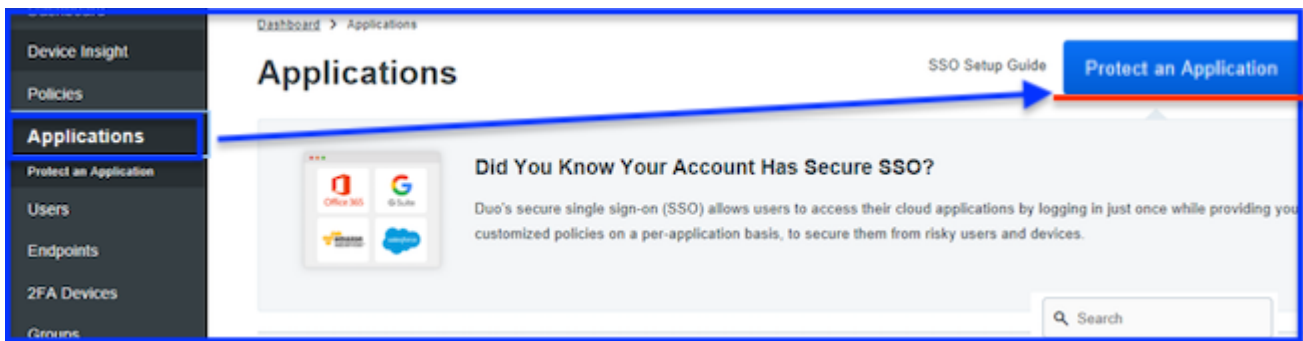 Dashboard
Device Insight
Policies
Applications
Protect an Application
Users
Endpoints
2FA Devices
Groups
Dashboard > Applications
Applications
SSO Setup Guide
Protect an Application
Office 365
G Suite
amazon
salesforce
Did You Know Your Account Has Secure SSO?
Duo's secure single sign-on (SSO) allows users to access their cloud applications by logging in just once while providing you
customized policies on a per-application basis, to secure them from risky users and devices.
Search